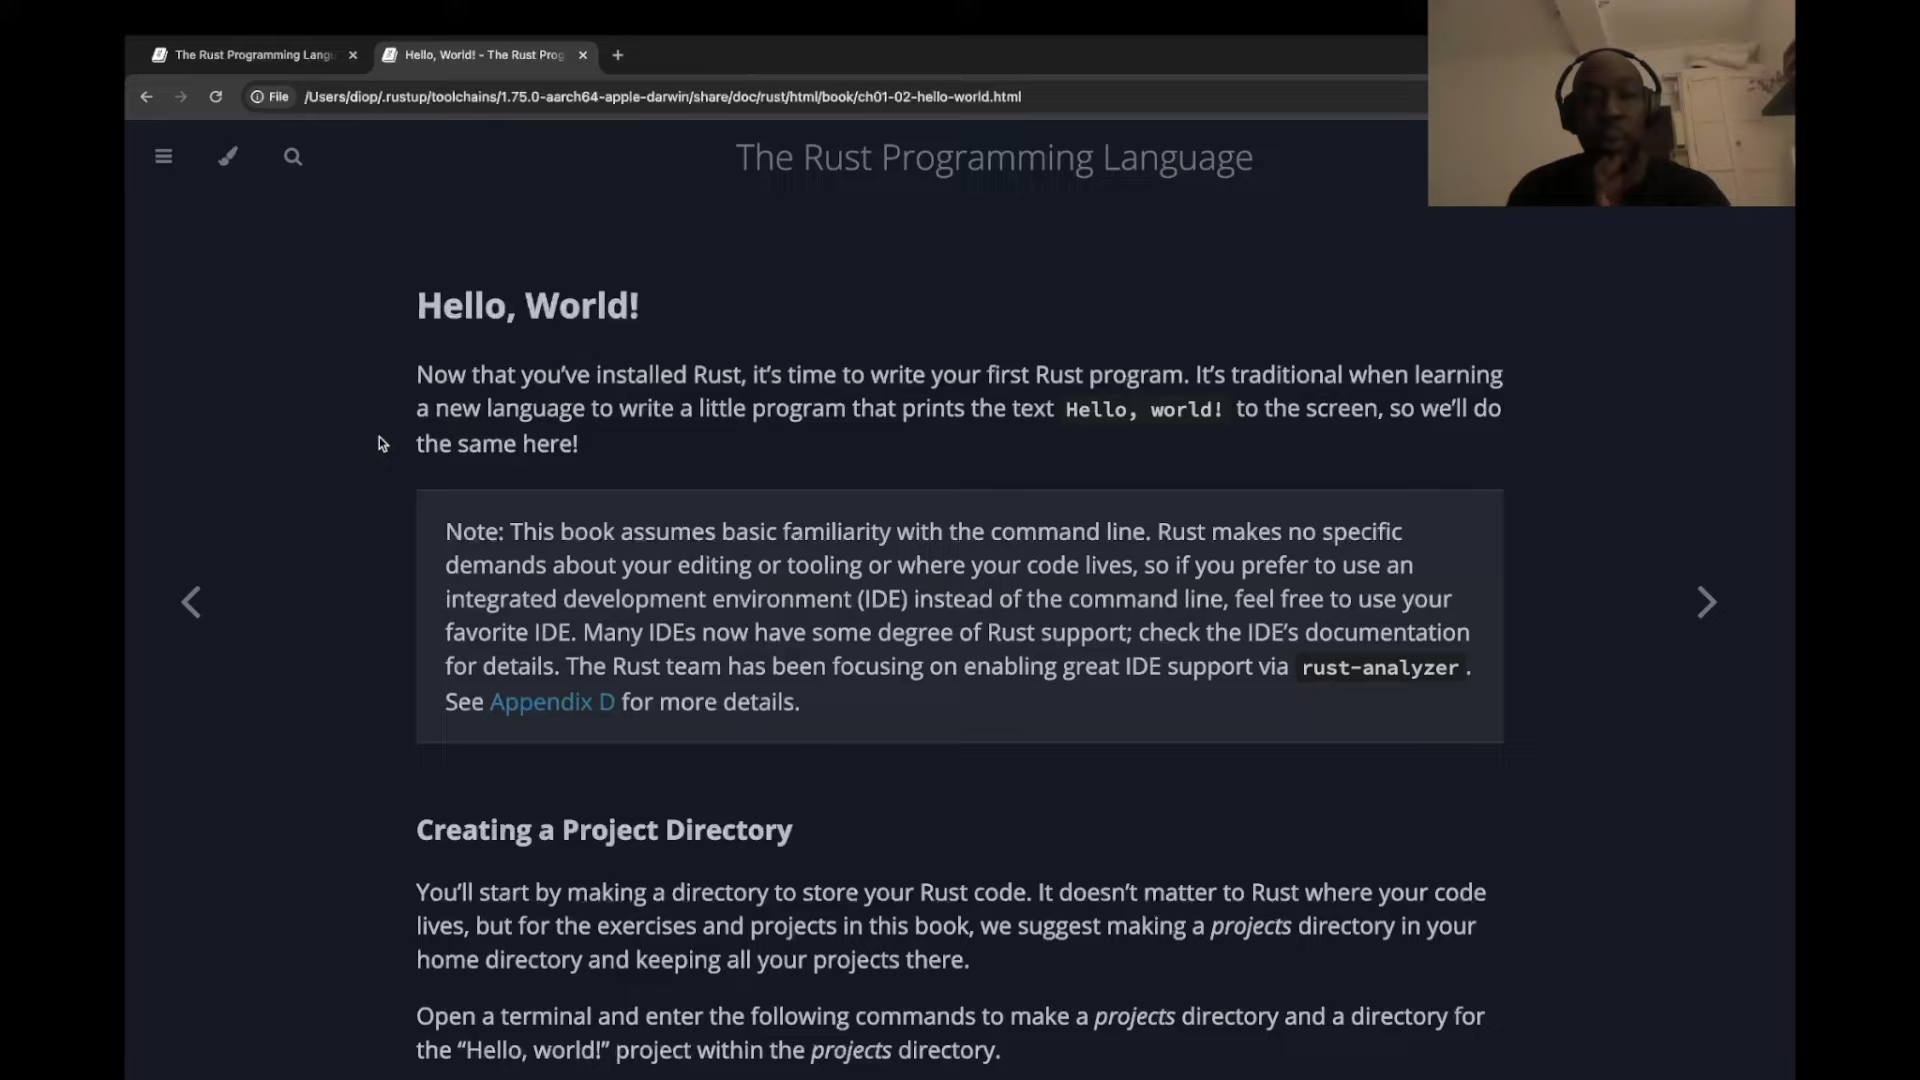 The Rust Programming Lang
Hello, World! - The Rust Prog
File
/Users/diop/.rustup/toolchains/1.75.0-aarch64-apple-darwin/share/doc/rust/html/book/ch01-02-hello-world.html
The Rust Programming Language
Hello, World!
Now that you’ve installed Rust, it’s time to write your first Rust program. It’s traditional when learning
a new language to write a little program that prints the text Hello, world! to the screen, so we’ll do
the same here!
Note: This book assumes basic familiarity with the command line. Rust makes no specific
demands about your editing or tooling or where your code lives, so if you prefer to use an
integrated development environment (IDE) instead of the command line, feel free to use your
favorite IDE. Many IDEs now have some degree of Rust support; check the IDE’s documentation
for details. The Rust team has been focusing on enabling great IDE support via rust-analyzer.
See Appendix D for more details.
Creating a Project Directory
You’ll start by making a directory to store your Rust code. It doesn’t matter to Rust where your code
lives, but for the exercises and projects in this book, we suggest making a projects directory in your
home directory and keeping all your projects there.
Open a terminal and enter the following commands to make a projects directory and a directory for
the “Hello, world!” project within the projects directory.